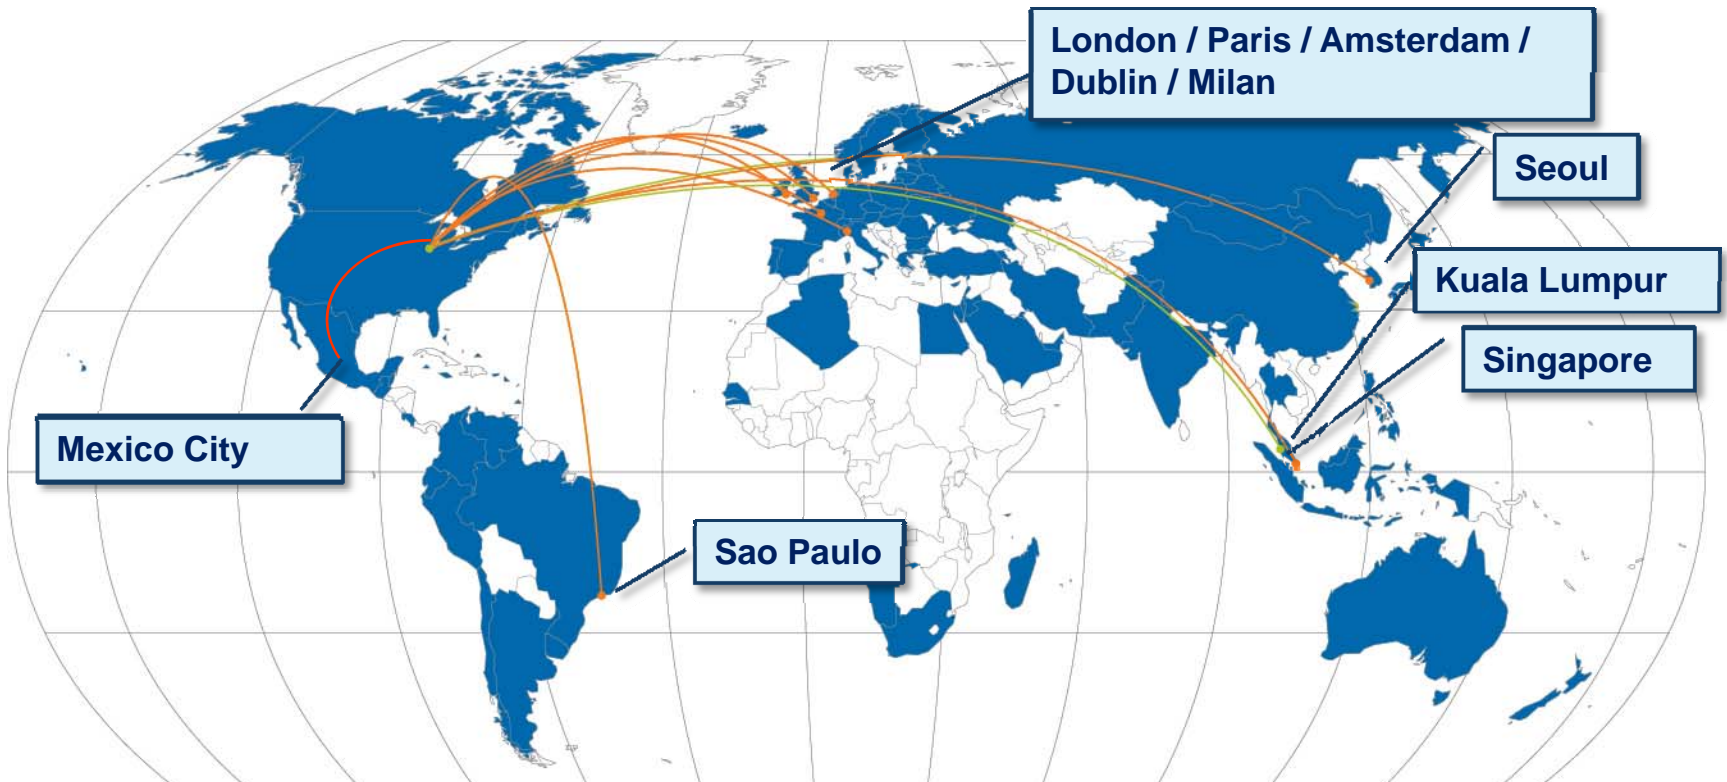 London / Paris / Amsterdam /
Dublin / Milan
Seoul
Kuala Lumpur
Singapore
Mexico City
Sao Paulo